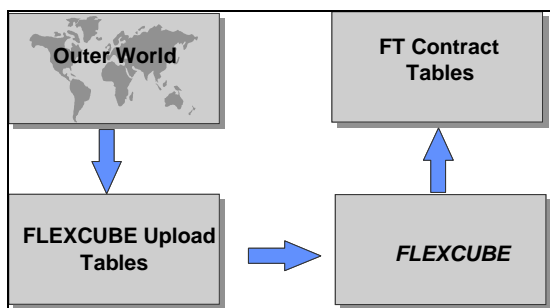 Outer World
FT Contract
Tables
FLEXCUBE Upload
Tables
FLEXCUBE